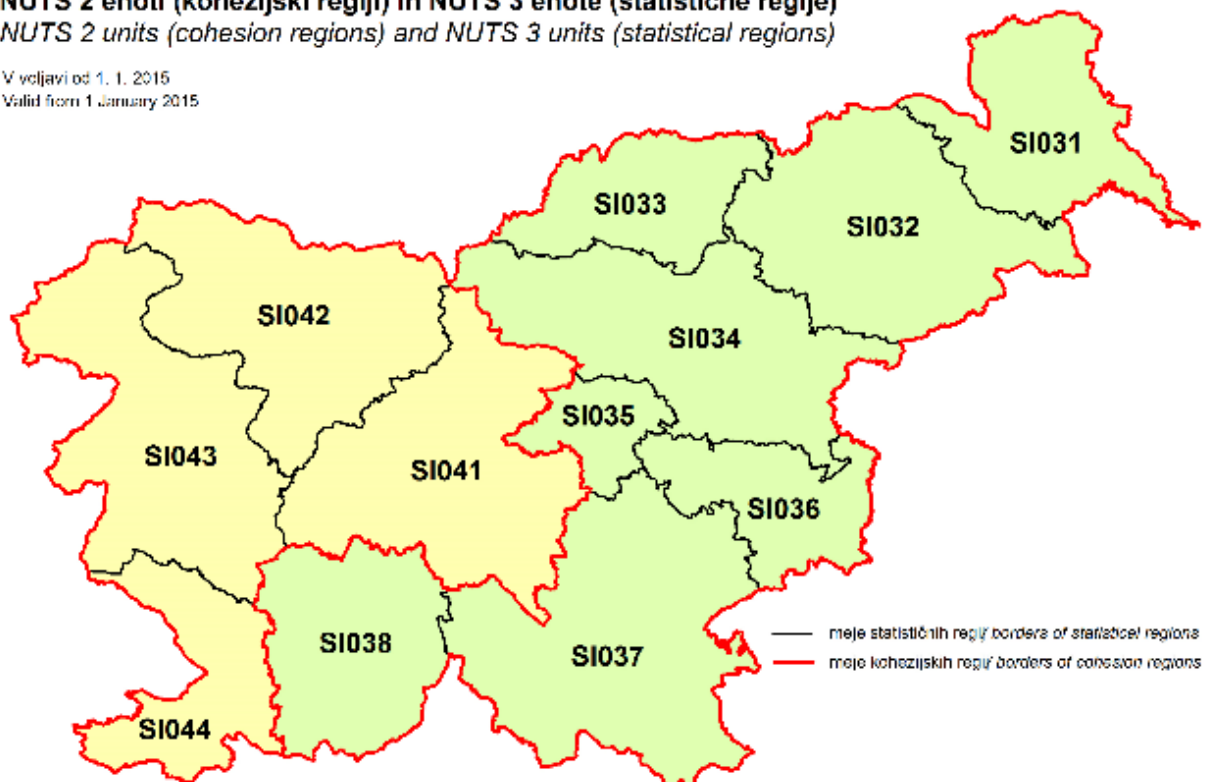 NUTS 2 enoti (kohezijski regiji) in NUTS 3 enote (statistične regije)
NUTS 2 units (cohesion regions) and NUTS 3 units (statistical regions)
V veljavi od 1. 1. 2015
Valid from 1 January 2015
SI031
SI033
SI032
SI042
SI034
SI035
SI043
SI041
SI036
meje statističnih regij/ borders of statistical regions
SI038
SI037
meje kohezijskih regij/ borders of cohesion regions
SI044